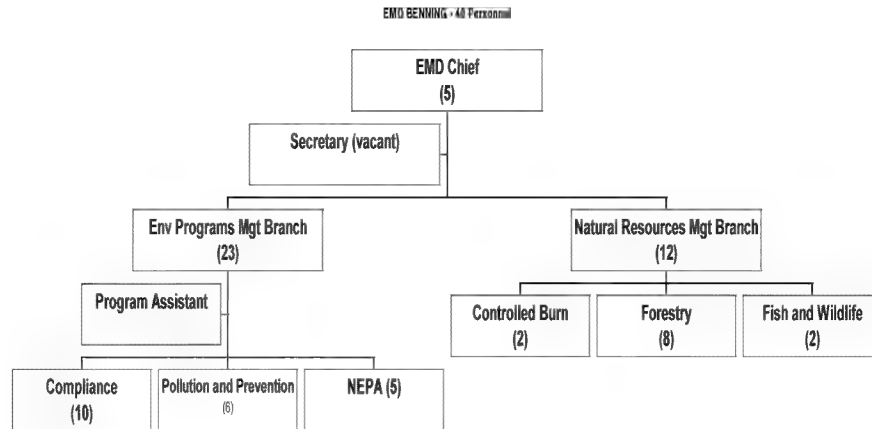 EMD BENNING - 40 Personnel
EMD Chief
(5)
Secretary (vacant)
Env Programs Mgt Branch
(23)
Natural Resources Mgt Branch
(12)
Program Assistant
Controlled Burn
(2)
Forestry
(8)
Fish and Wildlife
(2)
Compliance
(10)
Pollution and Prevention
(6)
NEPA (5)